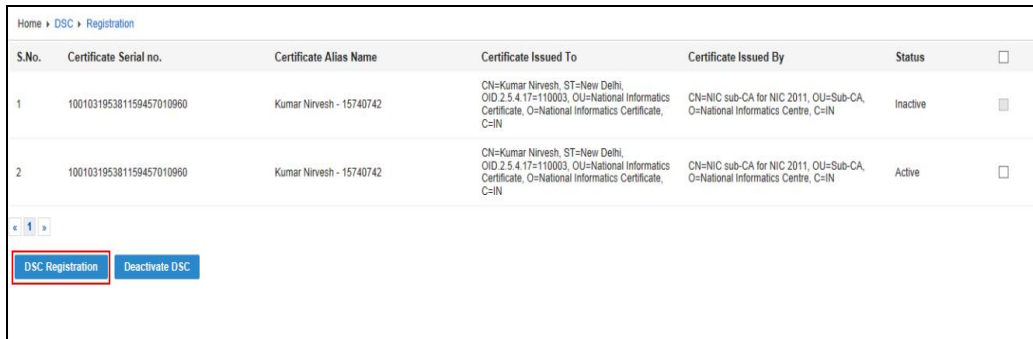 Home ▸ DSC ▸ Registration
S.No. Certificate Serial no. Certificate Alias Name Certificate Issued To Certificate Issued By Status
1 100103195381159457010960 Kumar Nirvesh - 15740742 CN=Kumar Nirvesh, ST=New Delhi, OID.2.5.4.17=110003, OU=National Informatics Certificate, O=National Informatics Certificate, C=IN CN=NIC sub-CA for NIC 2011, OU=Sub-CA, O=National Informatics Centre, C=IN Inactive
2 100103195381159457010960 Kumar Nirvesh - 15740742 CN=Kumar Nirvesh, ST=New Delhi, OID.2.5.4.17=110003, OU=National Informatics Certificate, O=National Informatics Certificate, C=IN CN=NIC sub-CA for NIC 2011, OU=Sub-CA, O=National Informatics Centre, C=IN Active
« 1 »
DSC Registration Deactivate DSC